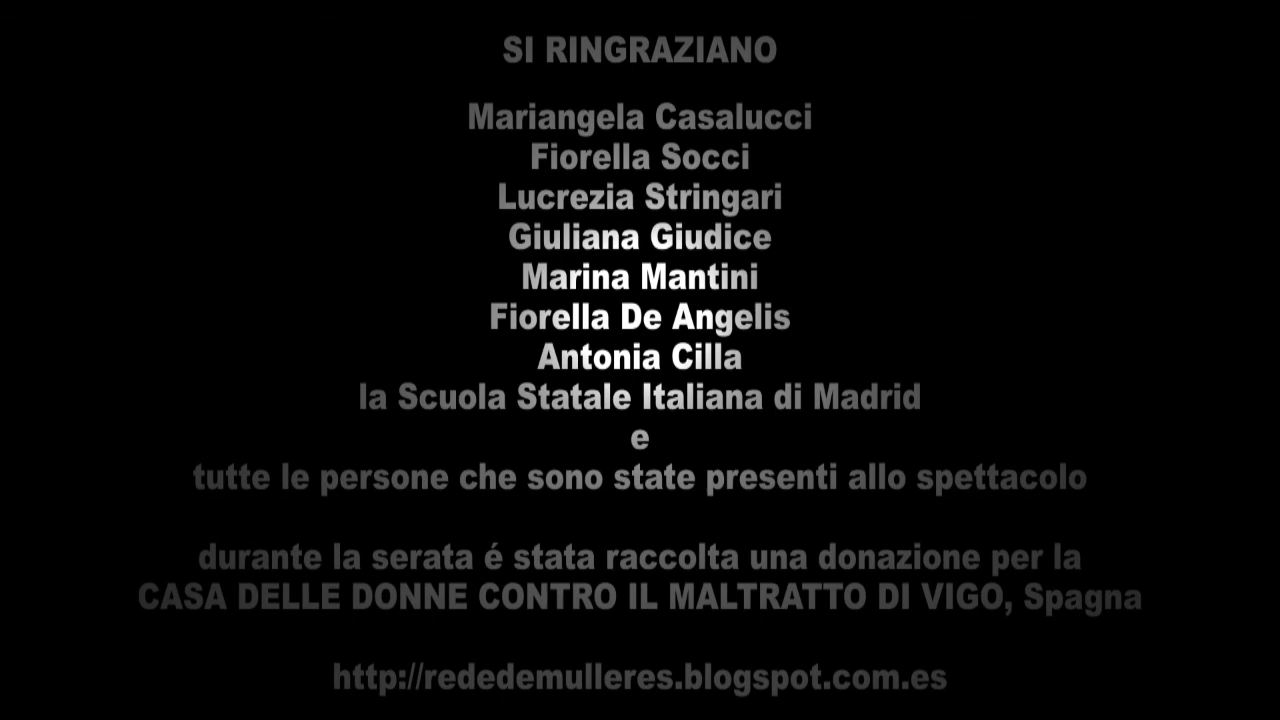 SI RINGRAZIANO
Mariangela Casalucci
Fiorella Socci
Lucrezia Stringari
Giuliana Giudice
Marina Mantini
Fiorella De Angelis
Antonia Cilla
la Scuola Statale Italiana di Madrid
e
tutte le persone che sono state presenti allo spettacolo
durante la serata é stata raccolta una donazione per la
CASA DELLE DONNE CONTRO IL MALTRATTO DI VIGO, Spagna
http://rededemulleres.blogspot.com.es